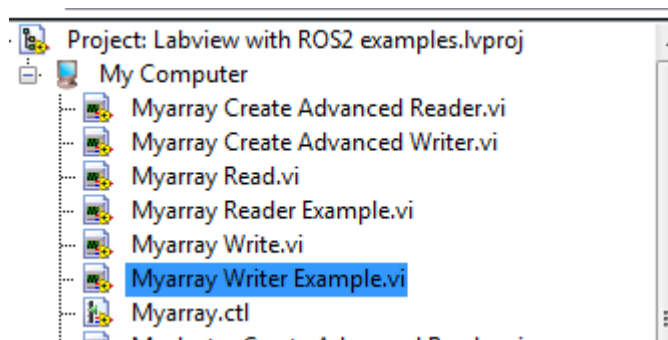 Project: Labview with ROS2 examples.lvproj
My Computer
Myarray Create Advanced Reader.vi
Myarray Create Advanced Writer.vi
Myarray Read.vi
Myarray Reader Example.vi
Myarray Write.vi
Myarray Writer Example.vi
Myarray.ctl